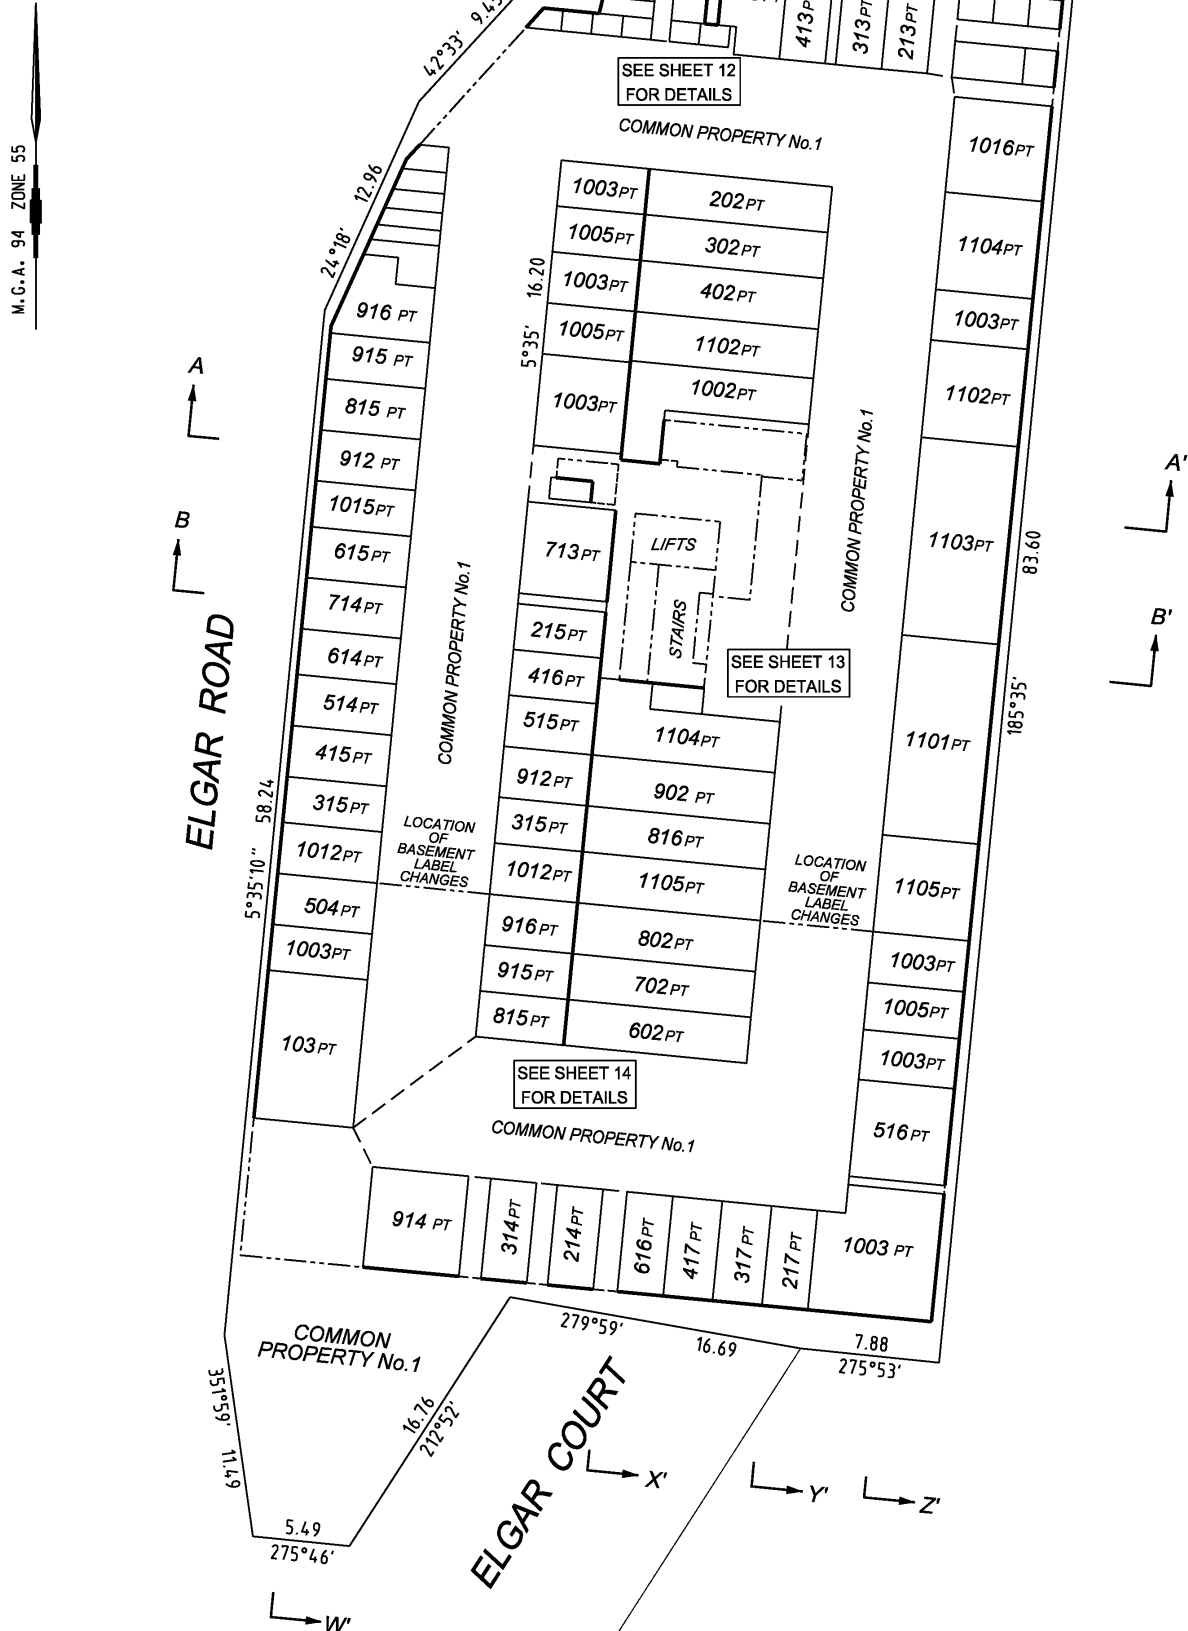 9.45
42°33'
413PT
313PT
213PT
SEE SHEET 12
FOR DETAILS
COMMON PROPERTY No.1
M.G.A. 94 ZONE 55
12.96
24°18'
1003PT
202PT
1005PT
302PT
1003PT
402PT
1005PT
1102PT
1003PT
1002PT
16.20
5°35'
1016PT
1104PT
1003PT
1102PT
1103PT
1101PT
1105PT
1003PT
1005PT
1003PT
516PT
1003 PT
916 PT
915 PT
815 PT
912 PT
1015PT
615PT
714PT
614PT
514PT
415PT
315PT
1012PT
504PT
1003PT
103PT
A
B
A'
B'
ELGAR ROAD
58.24
5°35'10"
83.60
185°35'
COMMON PROPERTY No.1
COMMON PROPERTY No.1
713PT
LIFTS
STAIRS
SEE SHEET 13
FOR DETAILS
215PT
416PT
515PT
1104PT
912PT
902 PT
315PT
816PT
1012PT
1105PT
916PT
802PT
915PT
702PT
815PT
602PT
LOCATION
OF
BASEMENT
LABEL
CHANGES
LOCATION
OF
BASEMENT
LABEL
CHANGES
SEE SHEET 14
FOR DETAILS
COMMON PROPERTY No.1
914 PT
314PT
214PT
616PT
417PT
317PT
217PT
COMMON
PROPERTY No.1
279°59'
16.69
7.88
275°53'
351°59'
11.49
16.76
212°52'
5.49
275°46'
ELGAR COURT
X'
Y'
Z'
W'